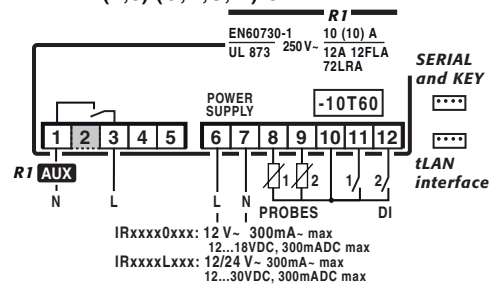 R1
EN60730-1
UL 873
250V~
10 (10) A
12A 12FLA
72LRA
SERIAL
and KEY
POWER
SUPPLY
-10T60
1 2 3 4 5 6 7 8 9 10 11 12
R1 AUX
1 2 1 2
tLAN
interface
N L L N PROBES DI
IRxxxx0xxx: 12 V~ 300mA~ max
12...18VDC, 300mADC max
IRxxxxLxxx: 12/24 V~ 300mA~ max
12...30VDC, 300mADC max